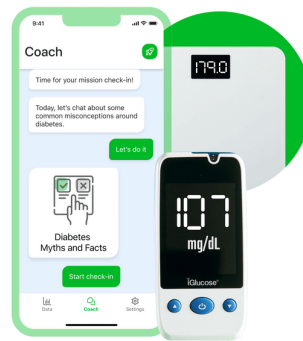 9:41
Coach
Time for your mission check-in!
Today, let's chat about some
common misconceptions around
diabetes.
Let's do it
Diabetes
Myths and Facts
Start check-in
Data
Coach
Settings
179.0
107
mg/dL
iGlucose®